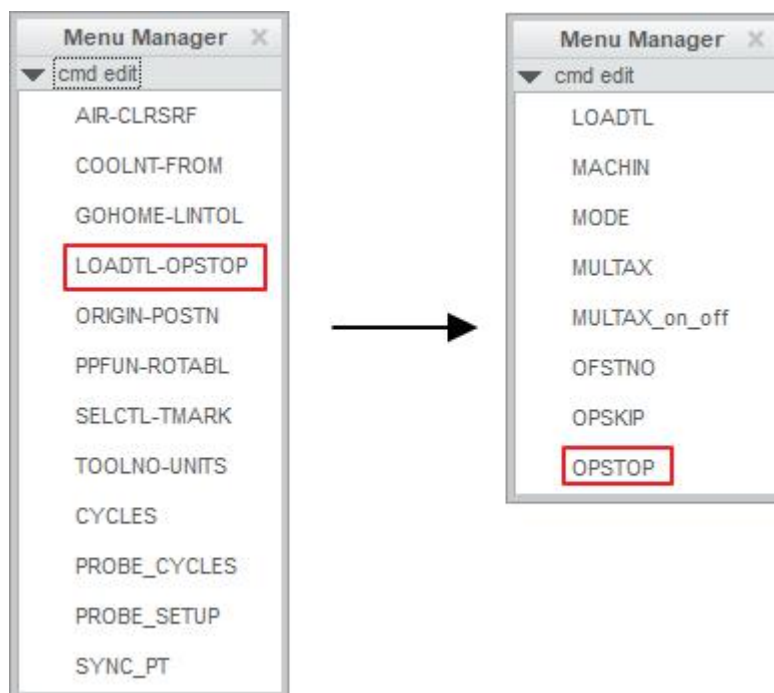 Menu Manager
cmd edit
AIR-CLRSRF
COOLNT-FROM
GOHOME-LINTOL
LOADTL-OPSTOP
ORIGIN-POSTN
PPFUN-ROTABL
SELCTL-TMARK
TOOLNO-UNITS
CYCLES
PROBE_CYCLES
PROBE_SETUP
SYNC_PT
Menu Manager
cmd edit
LOADTL
MACHIN
MODE
MULTAX
MULTAX_on_off
OFSTNO
OPSKIP
OPSTOP